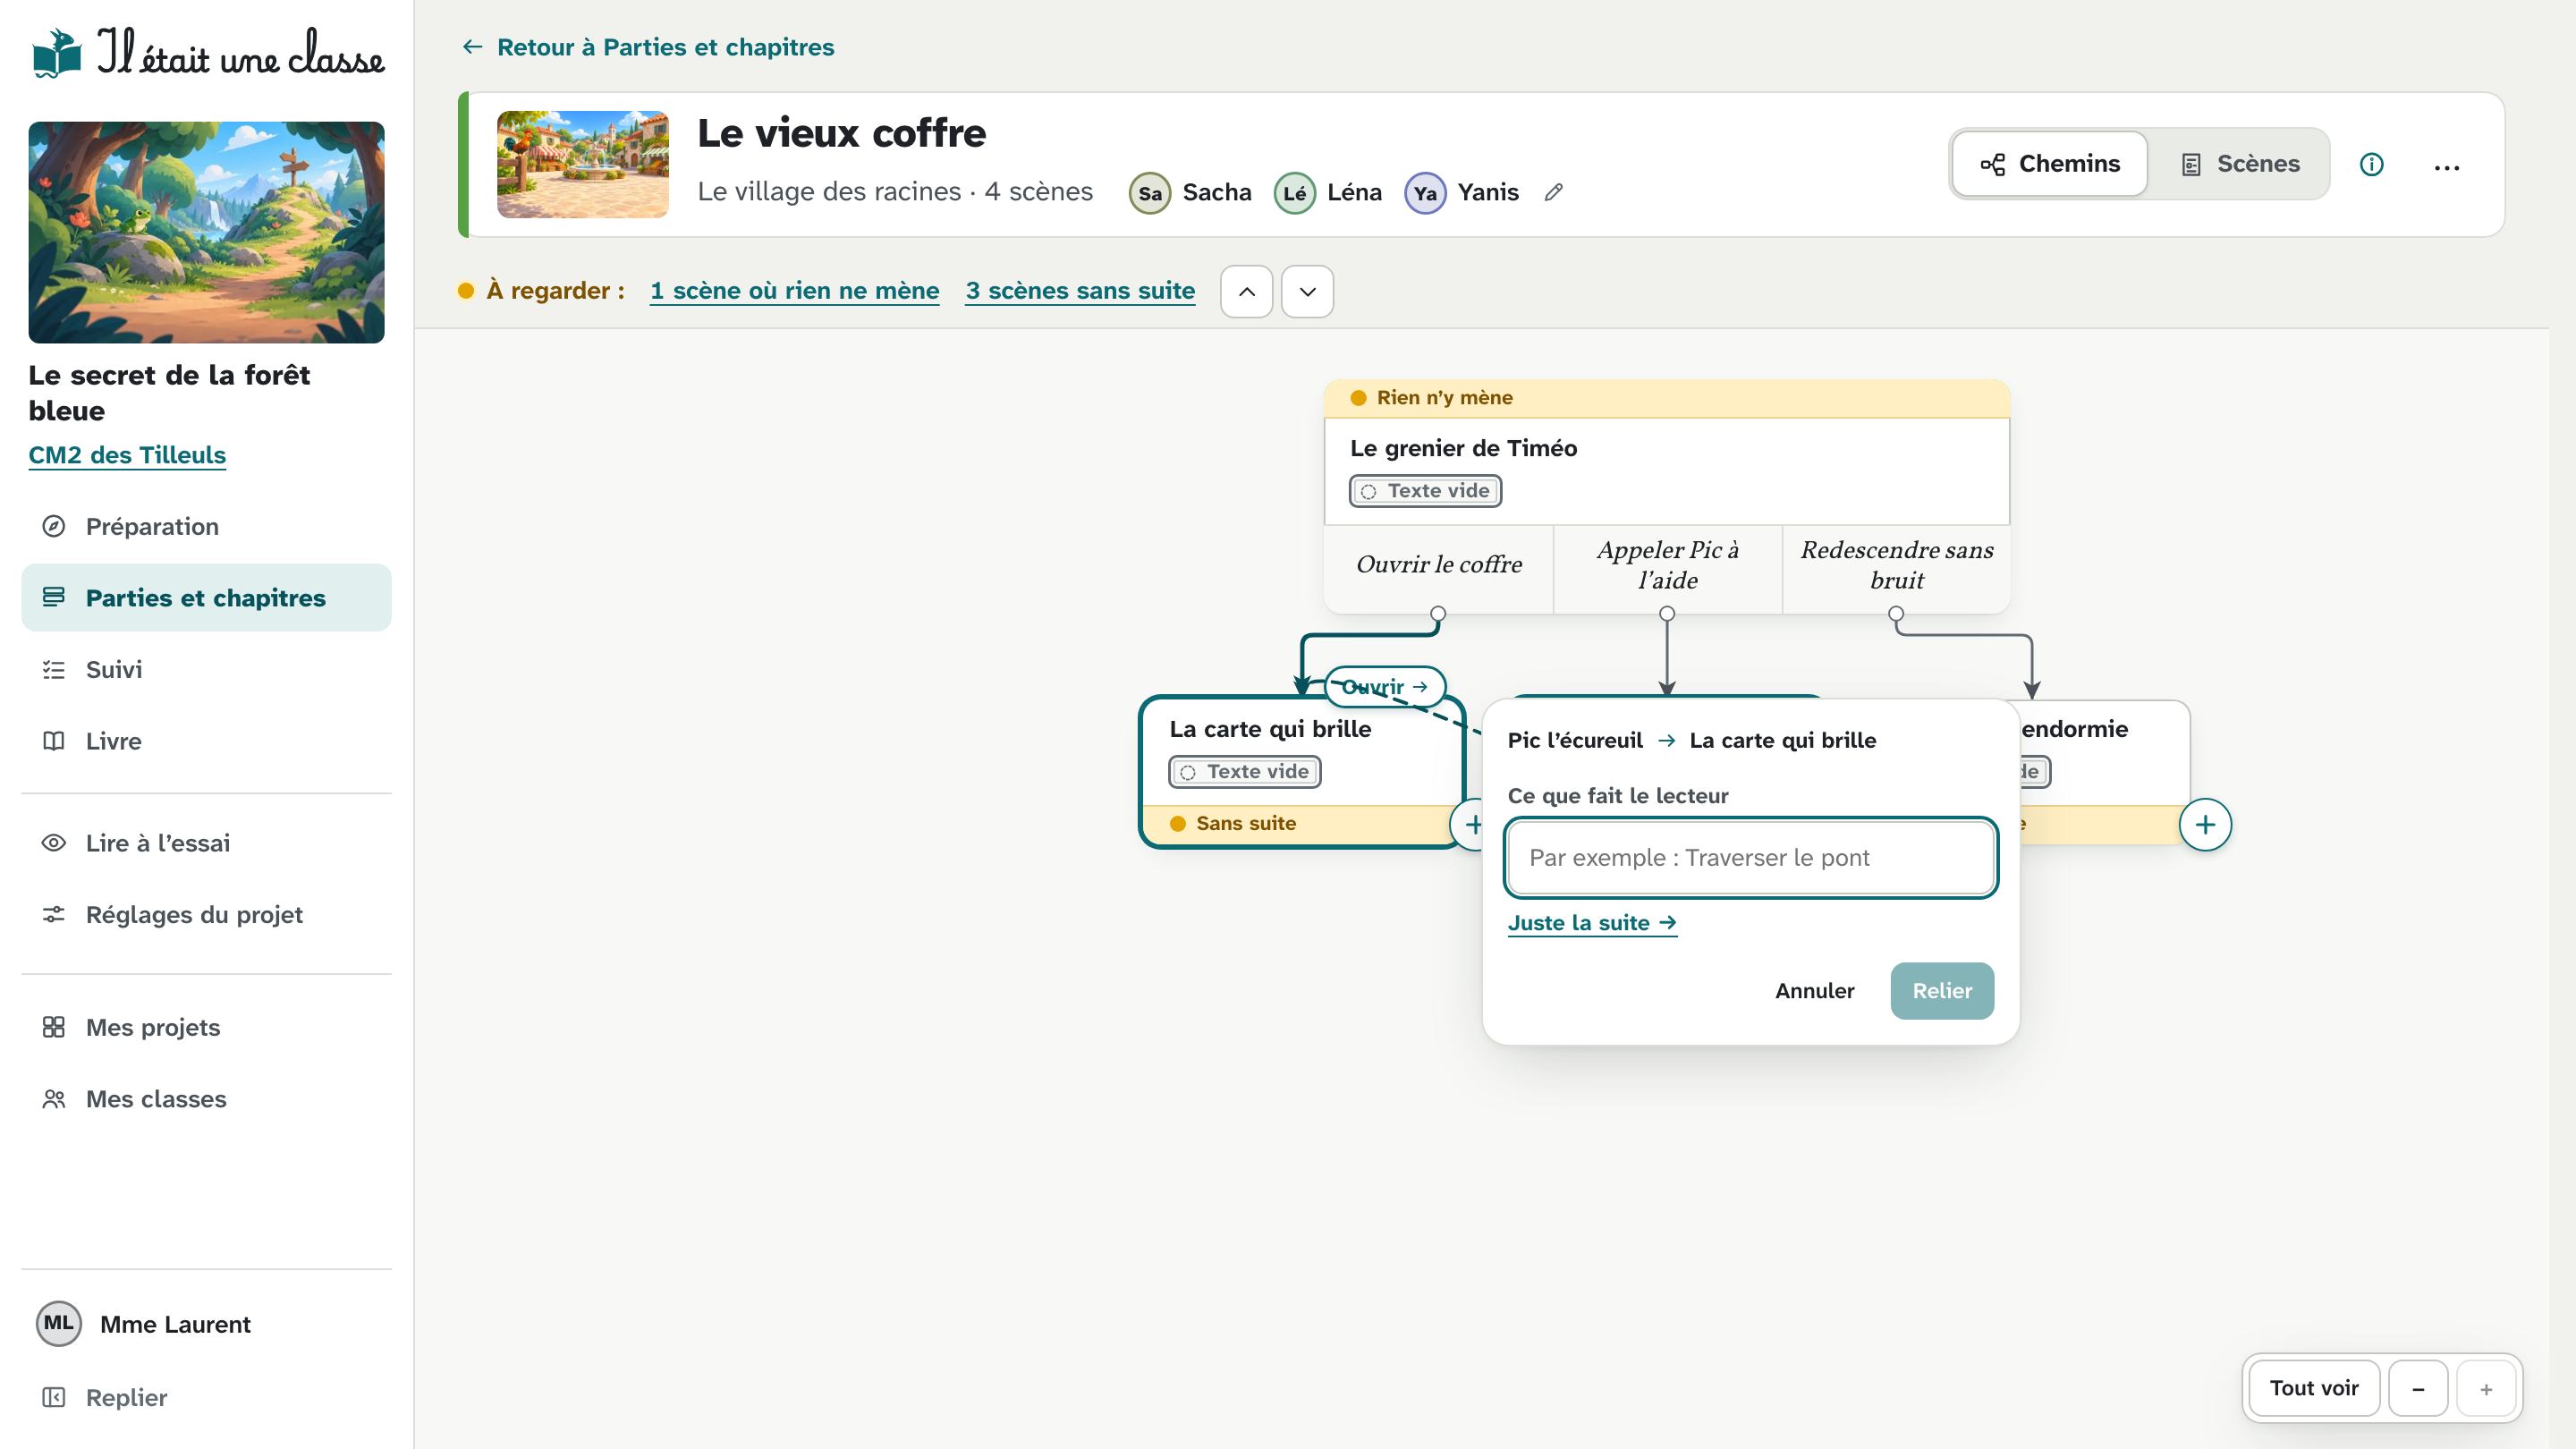 Il était une classe
Le secret de la forêt
bleue
CM2 des Tilleuls
Préparation
Parties et chapitres
Suivi
Livre
Lire à l’essai
Réglages du projet
Mes projets
Mes classes
ML Mme Laurent
Replier
← Retour à Parties et chapitres
Le vieux coffre
Le village des racines · 4 scènes Sa Sacha Lé Léna Ya Yanis
Chemins Scènes
À regarder : 1 scène où rien ne mène 3 scènes sans suite
Rien n’y mène
Le grenier de Timéo
Texte vide
Ouvrir le coffre
Appeler Pic à
l’aide
Redescendre sans
bruit
Ouvrir →
La carte qui brille
Texte vide
Sans suite
Pic l’écureuil → La carte qui brille
Ce que fait le lecteur
Par exemple : Traverser le pont
Juste la suite →
Annuler Relier
endormie
Tout voir − +